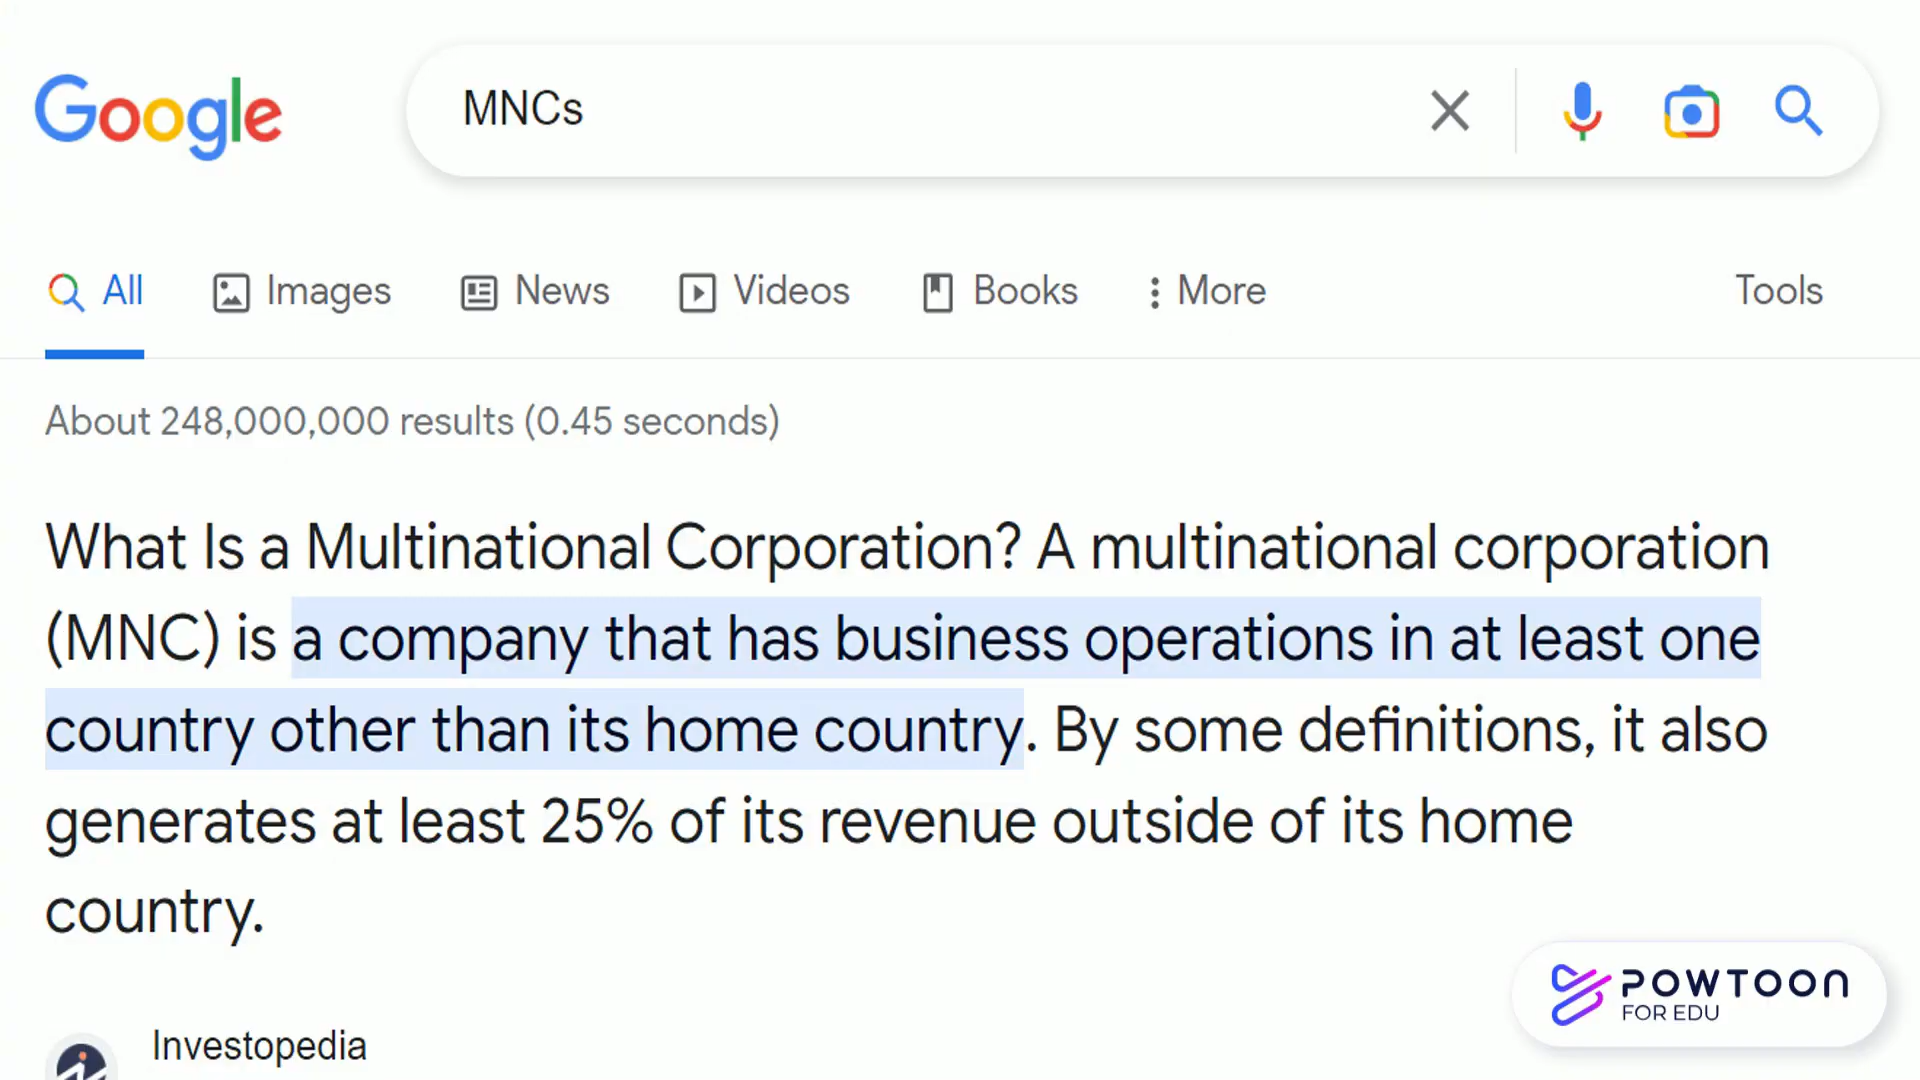 Google
MNCs
All Images News Videos Books More Tools
About 248,000,000 results (0.45 seconds)
What Is a Multinational Corporation? A multinational corporation
(MNC) is a company that has business operations in at least one
country other than its home country. By some definitions, it also
generates at least 25% of its revenue outside of its home
country.
Investopedia
POWTOON
FOR EDU